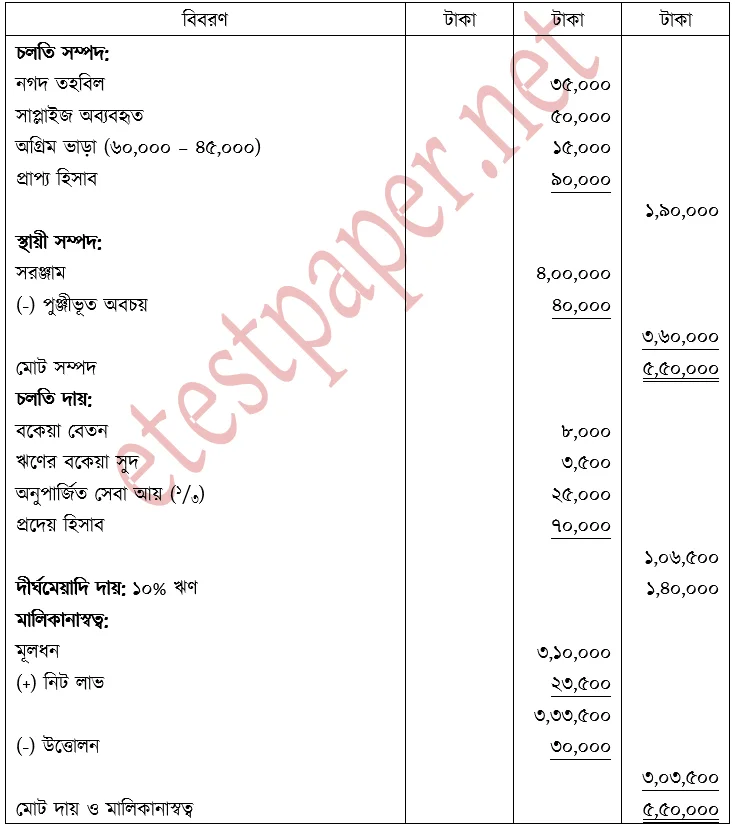 বিবরণ টাকা টাকা টাকা
চলতি সম্পদ:
নগদ তহবিল ৩৫,০০০
সাপ্লাইজ অব্যবহৃত ৫০,০০০
অগ্রিম ভাড়া (৬০,০০০ – ৪৫,০০০) ১৫,০০০
প্রাপ্য হিসাব ৯০,০০০
১,৯০,০০০
স্থায়ী সম্পদ:
সরঞ্জাম ৪,০০,০০০
(-) পুঞ্জীভূত অবচয় ৪০,০০০
৩,৬০,০০০
মোট সম্পদ ৫,৫০,০০০
চলতি দায়:
বকেয়া বেতন ৮,০০০
ঋণের বকেয়া সুদ ৩,৫০০
অনুপার্জিত সেবা আয় (১/৩) ২৫,০০০
প্রদেয় হিসাব ৭০,০০০
১,০৬,৫০০
দীর্ঘমেয়াদি দায়: ১০% ঋণ ১,৪০,০০০
মালিকানাস্বত্ব:
মূলধন ৩,১০,০০০
(+) নিট লাভ ২৩,৫০০
৩,৩৩,৫০০
(-) উত্তোলন ৩০,০০০
৩,০৩,৫০০
মোট দায় ও মালিকানাস্বত্ব ৫,৫০,০০০
etestpaper.net